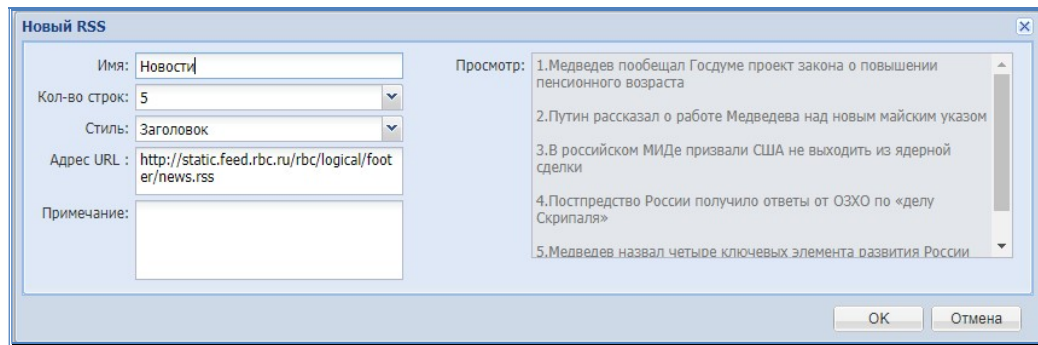 Новый RSS
Имя: Новости
Кол-во строк: 5
Стиль: Заголовок
Адрес URL : http://static.feed.rbc.ru/rbc/logical/foot
er/news.rss
Примечание:
Просмотр: 1.Медведев пообещал Госдуме проект закона о повышении
пенсионного возраста
2.Путин рассказал о работе Медведева над новым майским указом
3.В российском МИДе призвали США не выходить из ядерной
сделки
4.Постпредство России получило ответы от ОЗХО по «делу
Скрипаля»
5.Медведев назвал четыре ключевых элемента развития России
OK
Отмена